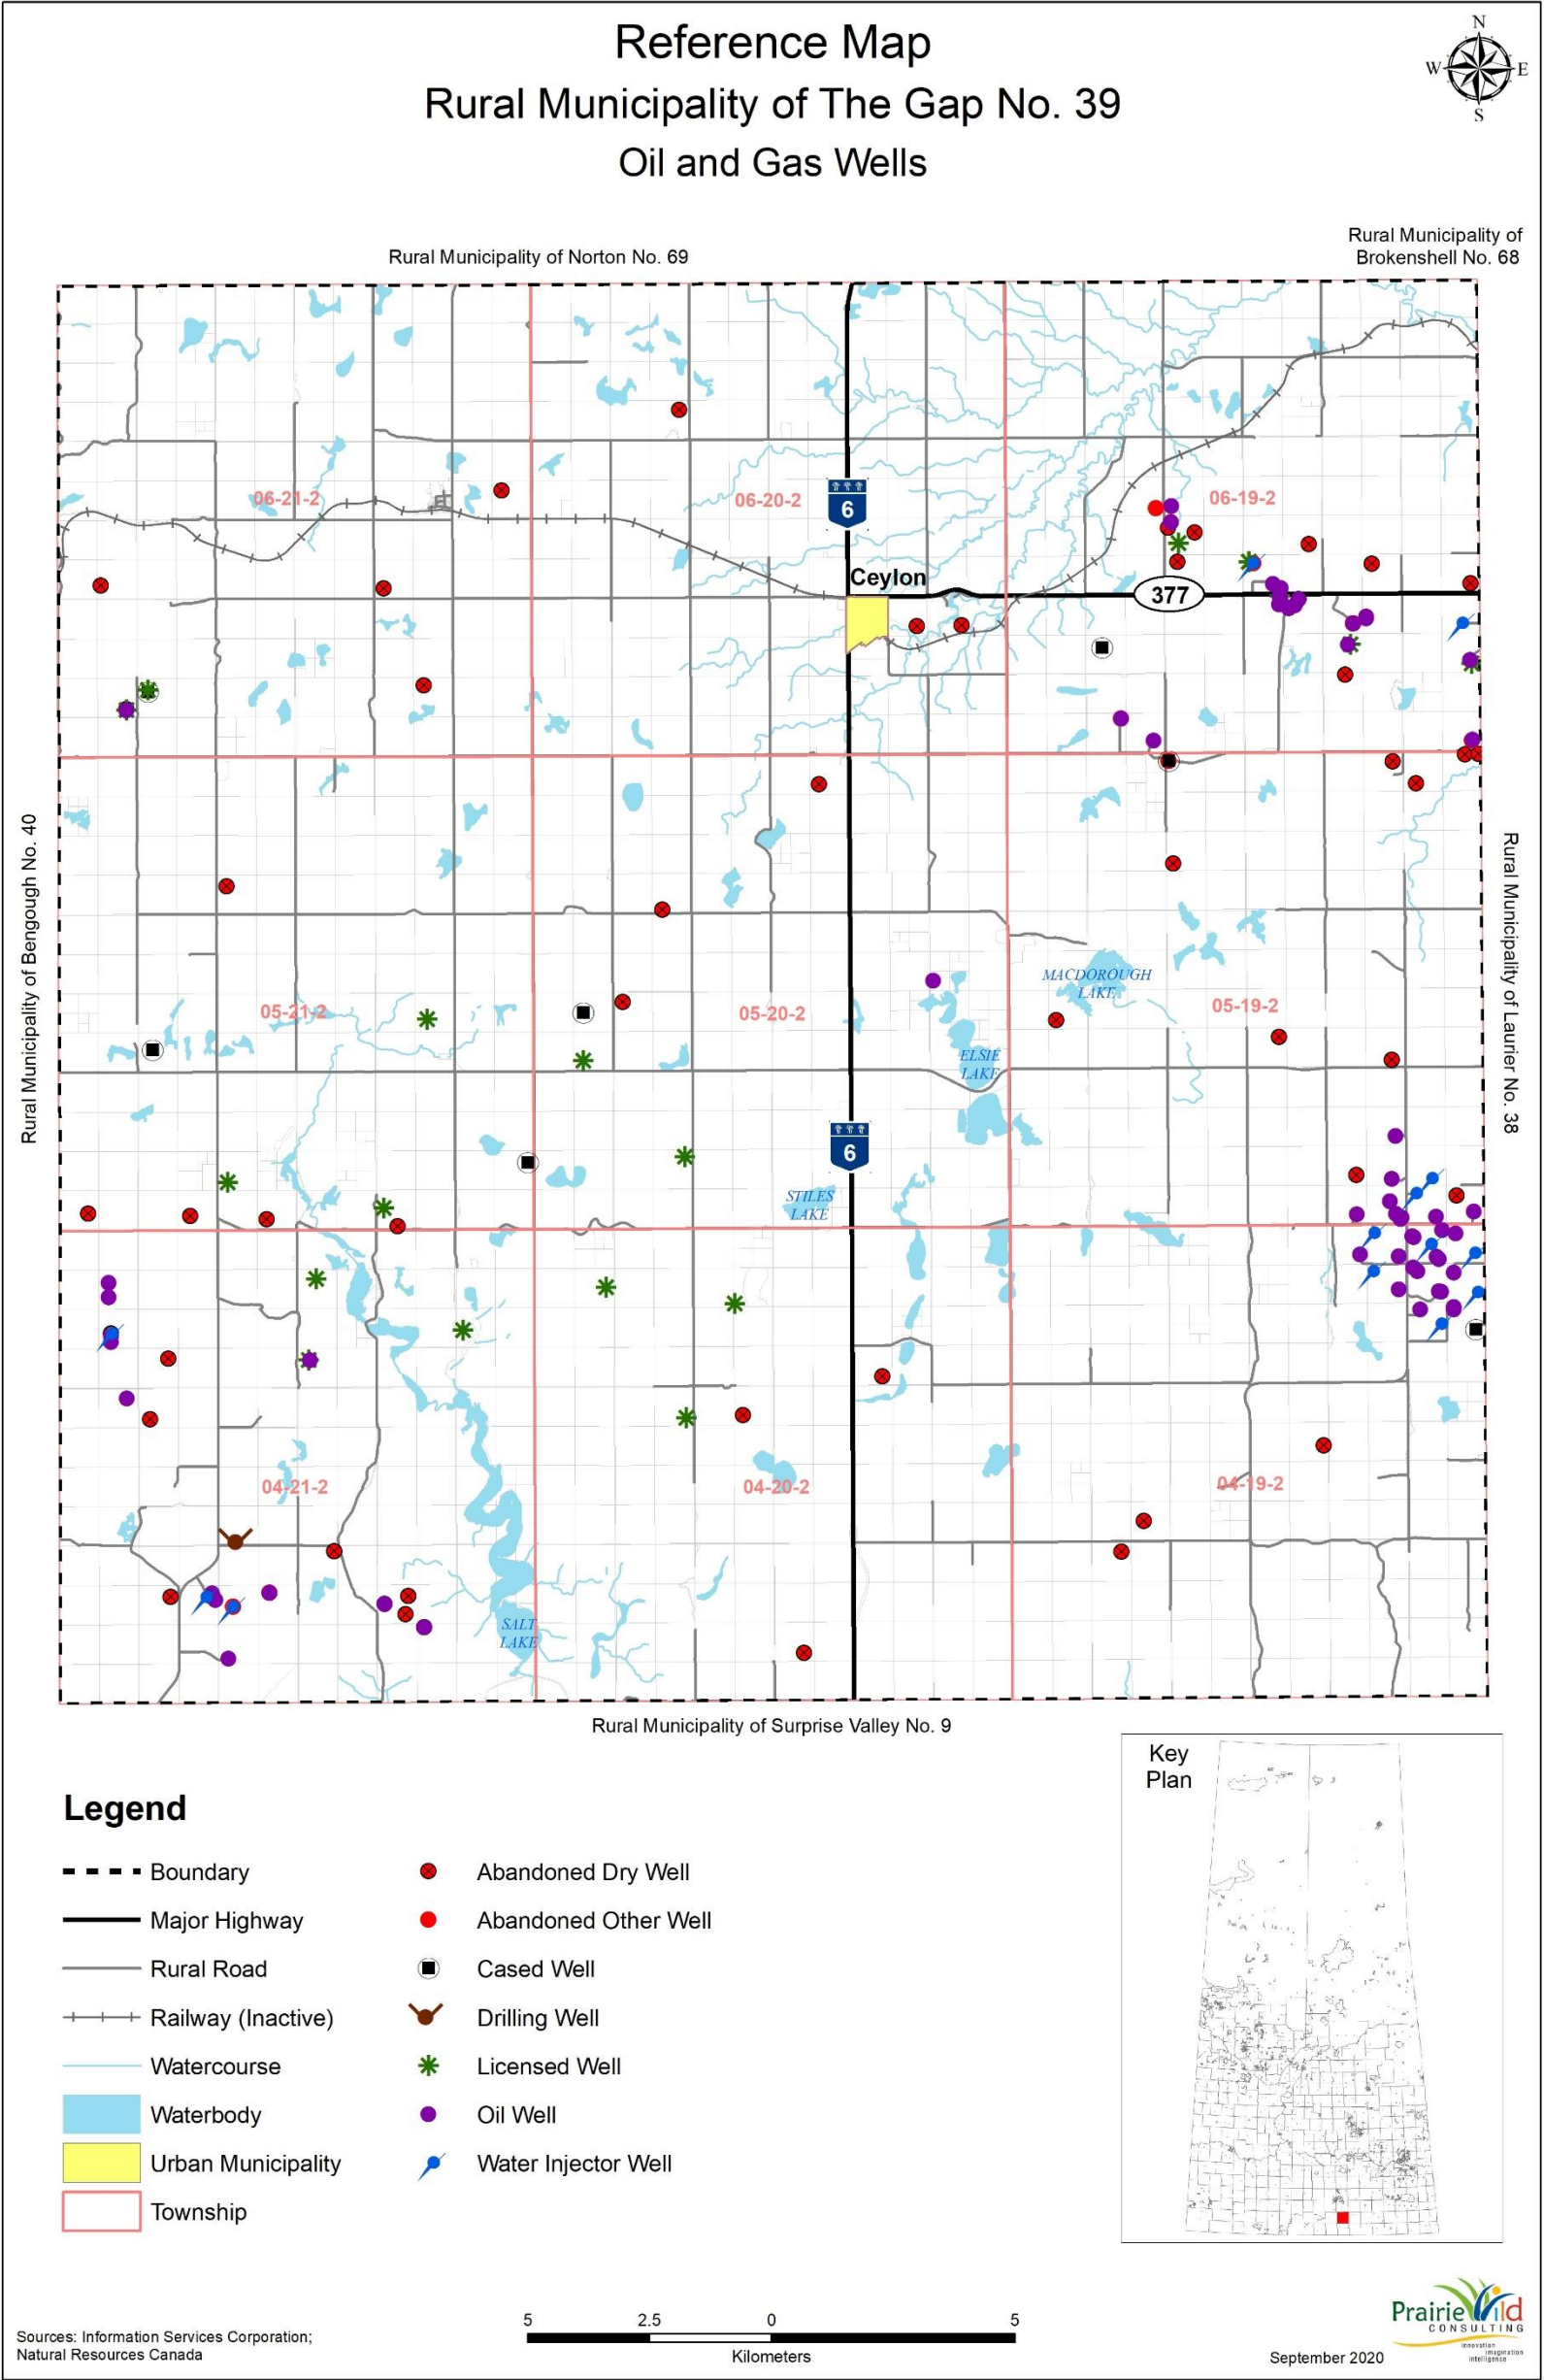 Reference Map
Rural Municipality of The Gap No. 39
Oil and Gas Wells
N
W
E
S
Rural Municipality of Norton No. 69
Rural Municipality of
Brokenshell No. 68
06-21-2
06-20-2
06-19-2
6
Ceylon
377
Rural Municipality of Bengough No. 40
Rural Municipality of Laurier No. 38
MACDOROUGH
LAKE
05-21-2
05-20-2
05-19-2
ELSIE
LAKE
6
STILES
LAKE
04-21-2
04-20-2
04-19-2
SALT
LAKE
Rural Municipality of Surprise Valley No. 9
Key
Plan
Legend
Boundary
Major Highway
Rural Road
Railway (Inactive)
Watercourse
Waterbody
Urban Municipality
Township
Abandoned Dry Well
Abandoned Other Well
Cased Well
Drilling Well
Licensed Well
Oil Well
Water Injector Well
5 2.5 0 5
Kilometers
Sources: Information Services Corporation;
Natural Resources Canada
September 2020
PrairieWild
CONSULTING
innovation
imagination
intelligence